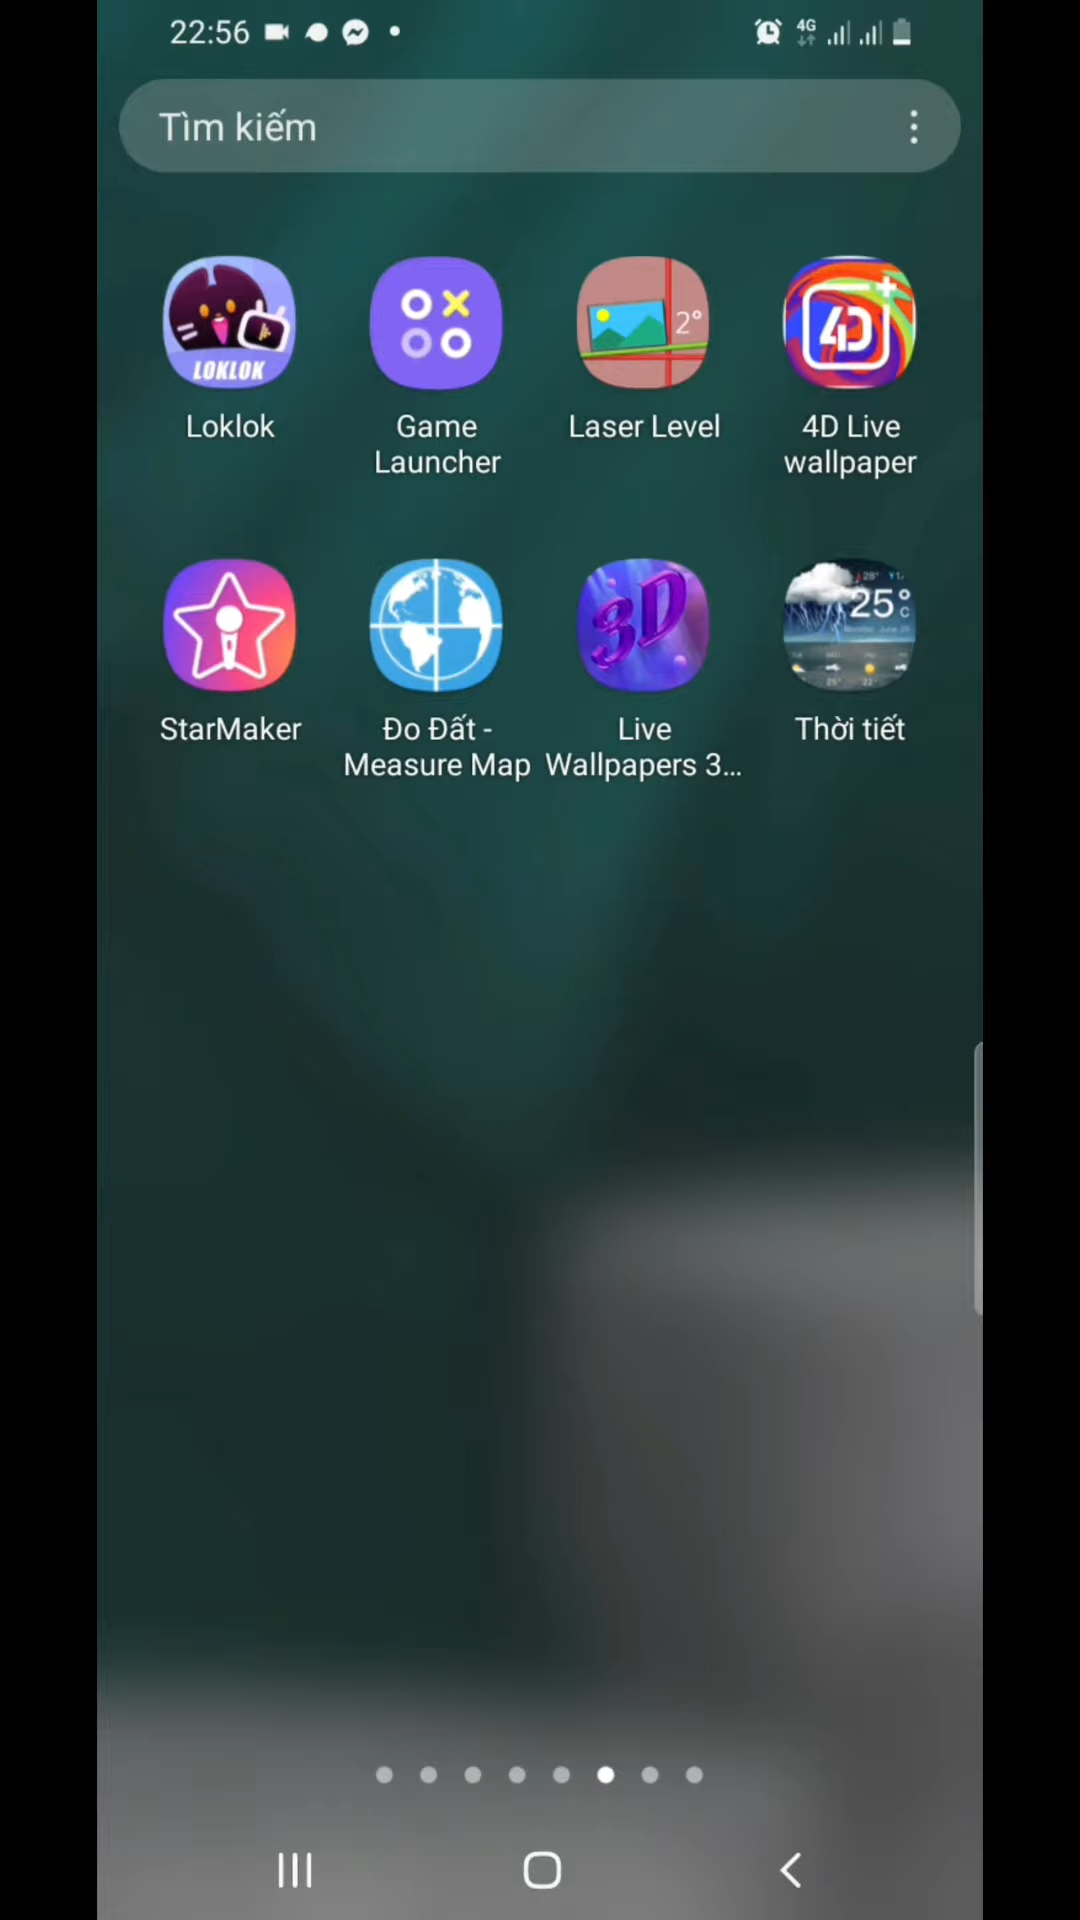 22:56
4G
Tìm kiếm
LOKLOK
2°
4D
Loklok
Game
Launcher
Laser Level
4D Live
wallpaper
3D
28°
25°c
StarMaker
Đo Đất -
Measure Map
Live
Wallpapers 3...
Thời tiết